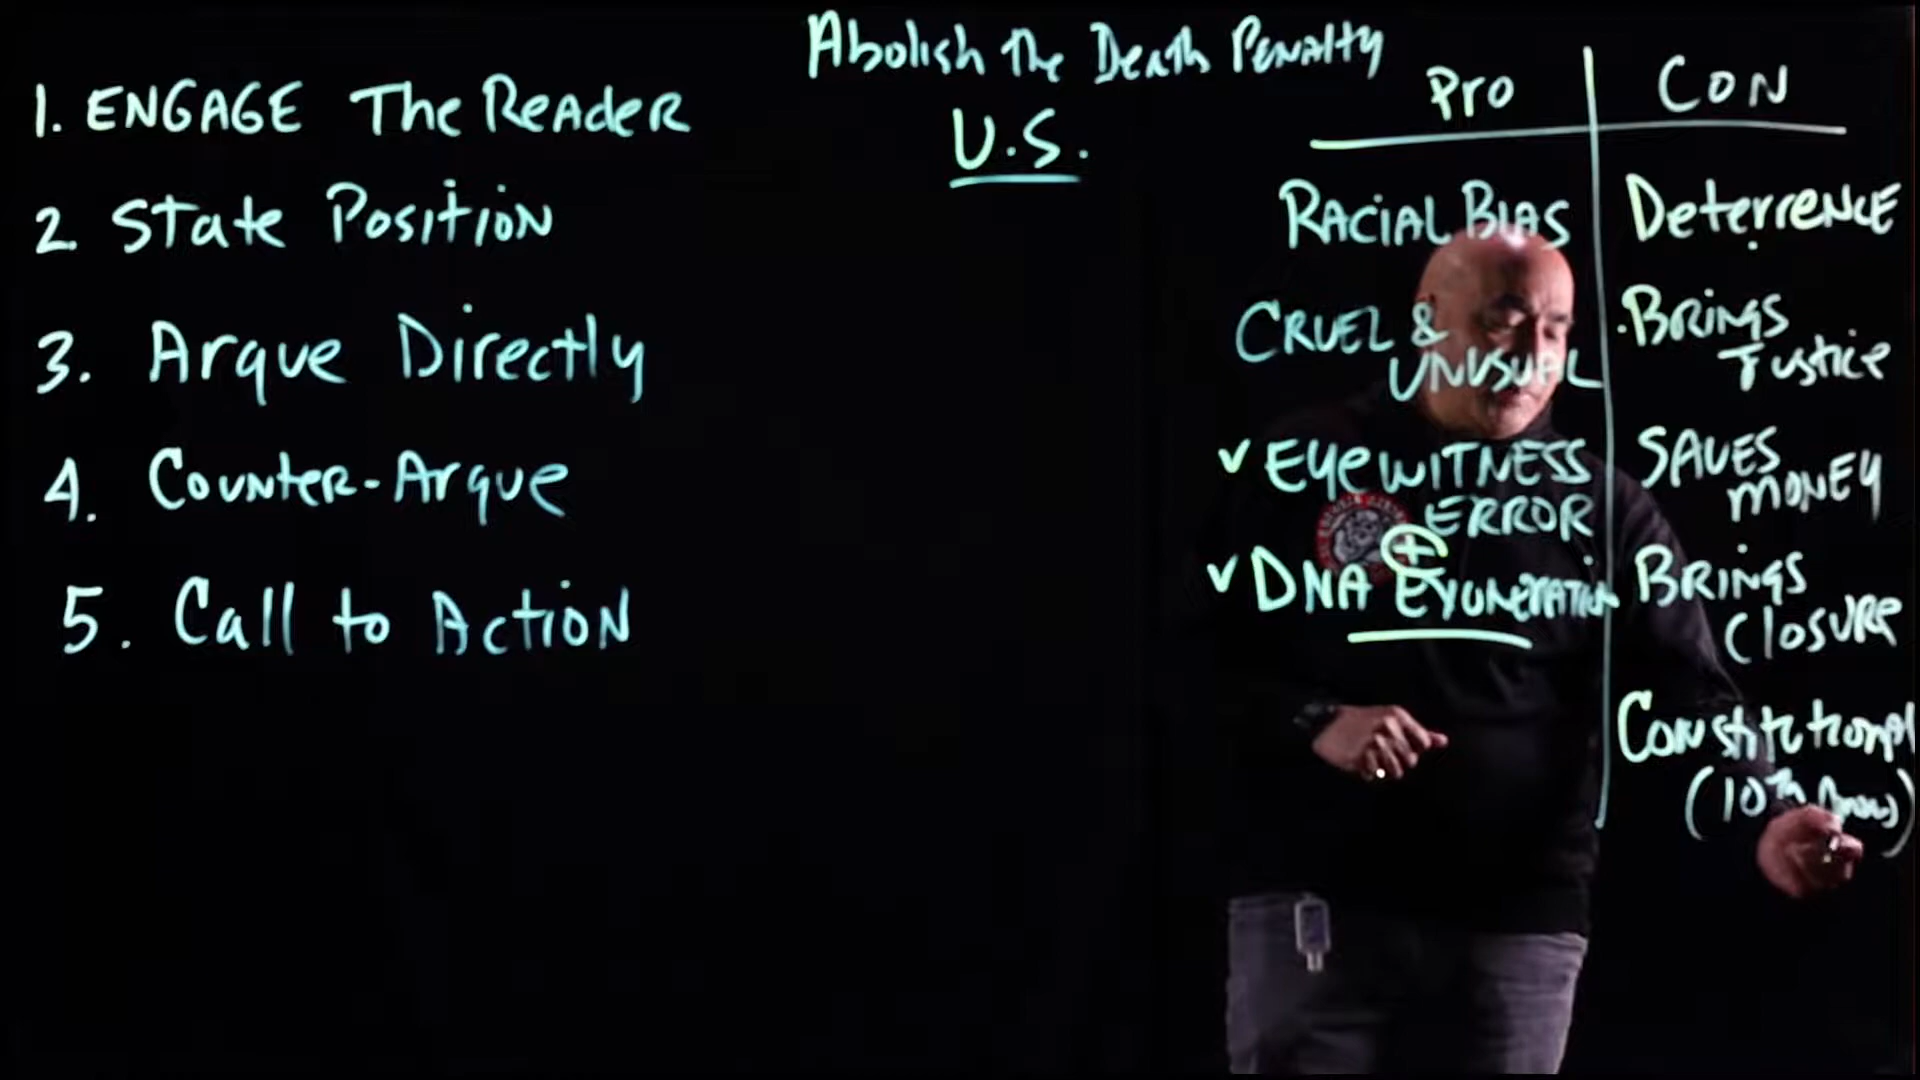 1. ENGAGE The Reader
2. State Position
3. Argue Directly
4. Counter-Argue
5. Call to Action
Abolish the Death Penalty
U.S.
Pro
Racial Bias
Cruel &
Unusual
✓ Eyewitness
Error
+
✓ DNA Exoneration
Con
Deterrence
Brings
Justice
Saves
Money
Brings
Closure
Constitutional
(10th